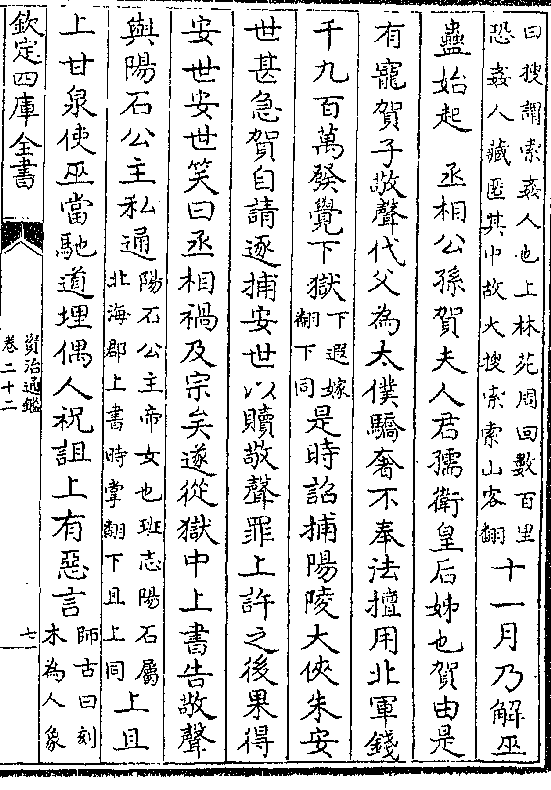 曰搜謂索姦人也上林苑周回數百里
恐姦人藏匿其中故大搜索索山客翻
十一月乃解巫
蠱始起 丞相公孫賀夫人君孺衛皇后姊也賀由是
有寵賀子敬聲代父為太僕驕奢不奉法擅用北軍錢
千九百萬發覺下獄
下遐嫁
翻下同
是時詔捕陽陵大俠朱安
世甚急賀自請逐捕安世以贖敬聲罪上許之後果得
安世安世笑曰丞相禍及宗矣遂從獄中上書告敬聲
與陽石公主私通
陽石公主帝女也班志陽石屬
北海郡上書時掌翻下且上同
上且
上甘泉使巫當馳道埋偶人祝詛上有惡言
師古曰刻
木為人象
欽定四庫全書
資治通鑑
卷二十二
七